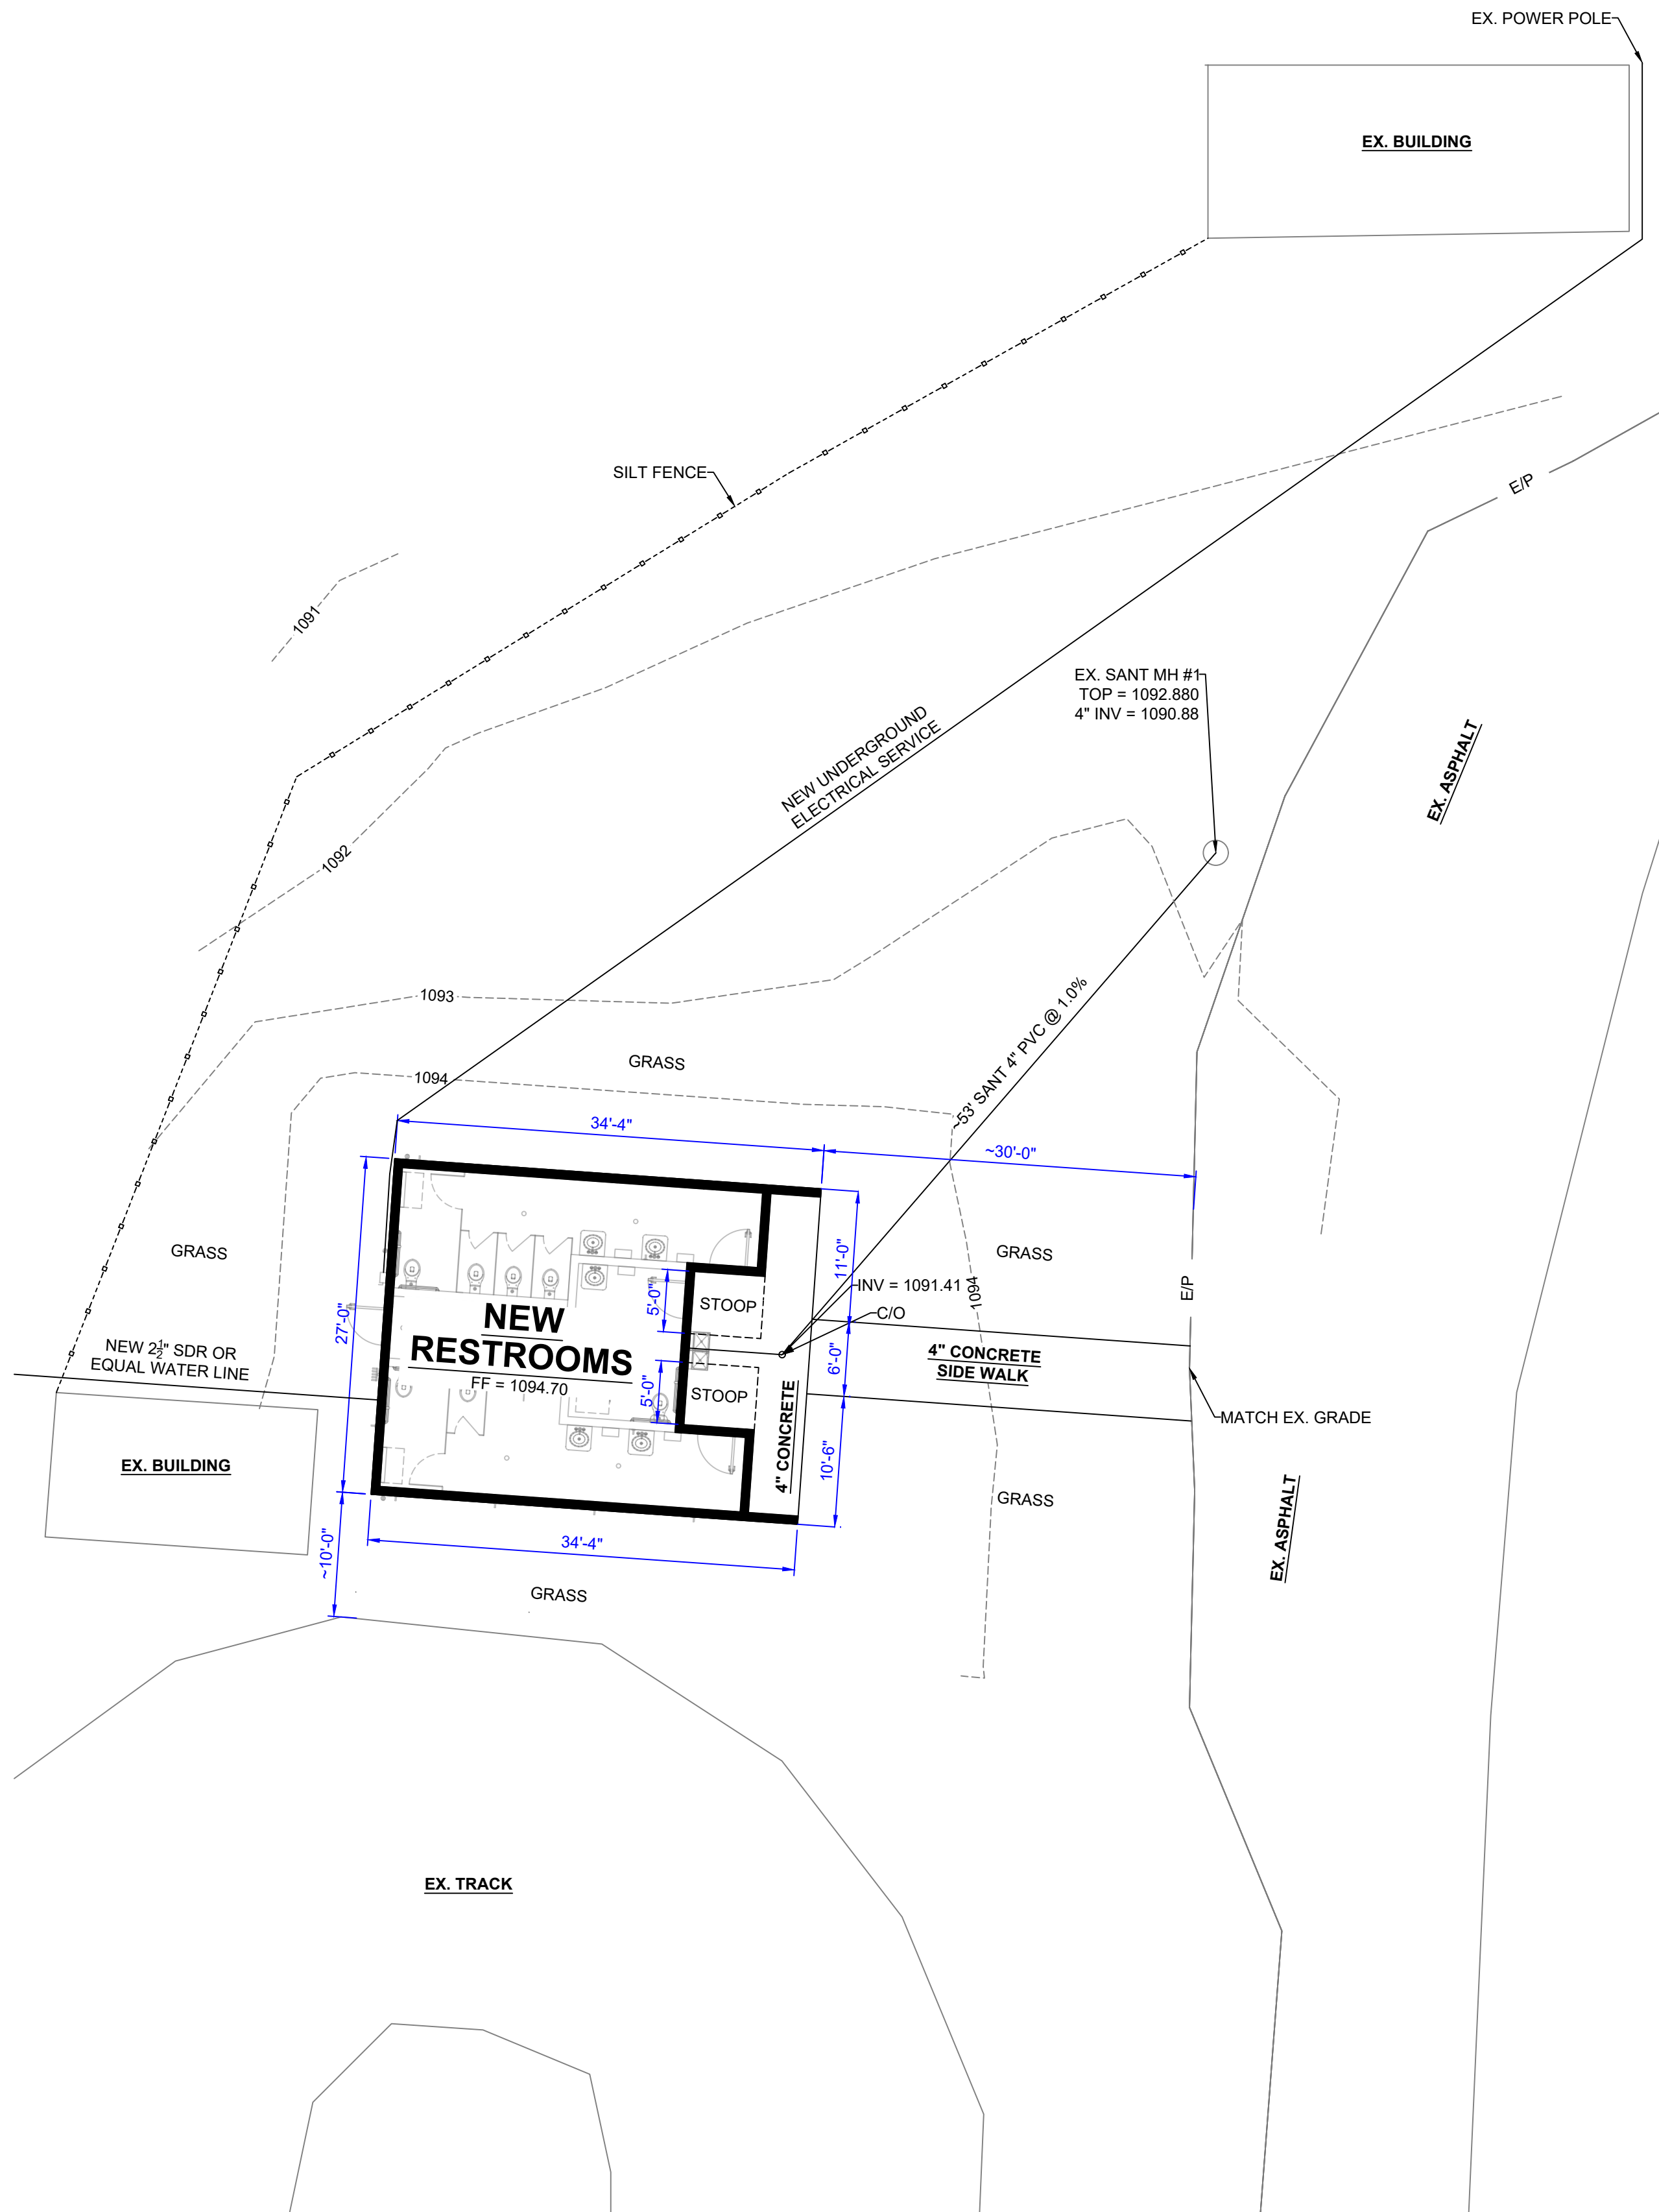 EX. POWER POLE
EX. BUILDING
SILT FENCE
E/P
1091
EX. SANT MH #1
TOP = 1092.880
4" INV = 1090.88
NEW UNDERGROUND
ELECTRICAL SERVICE
EX. ASPHALT
1092
1093
~53' SANT 4" PVC @ 1.0%
GRASS
1094
34'-4"
~30'-0"
GRASS
GRASS
11'-0"
INV = 1091.41
1094
E/P
5'-0"
STOOP
C/O
27'-0"
NEW
RESTROOMS
FF = 1094.70
NEW 2½" SDR OR
EQUAL WATER LINE
6'-0"
4" CONCRETE
SIDE WALK
5'-0"
STOOP
4" CONCRETE
MATCH EX. GRADE
EX. BUILDING
10'-6"
GRASS
EX. ASPHALT
34'-4"
~10'-0"
GRASS
EX. TRACK